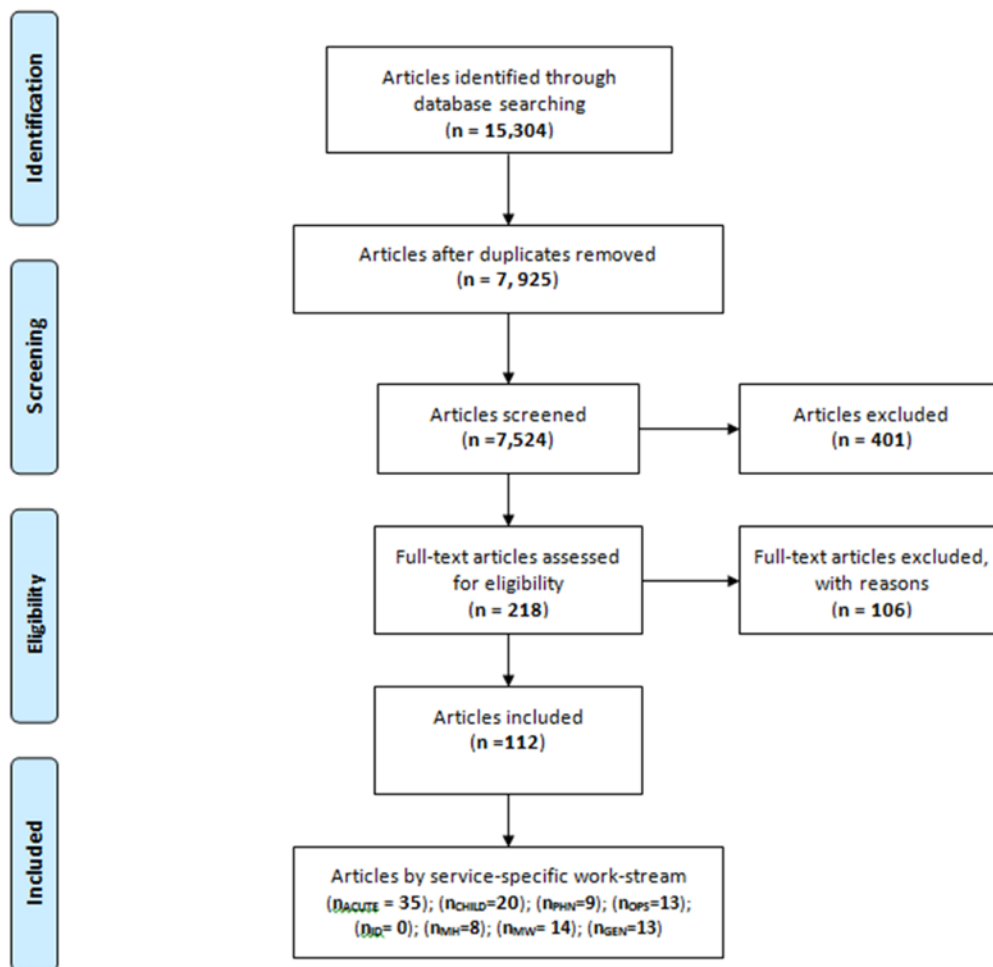 Identification
Articles identified through
database searching
(n = 15,304)
Articles after duplicates removed
(n = 7, 925)
Screening
Articles screened
(n =7,524)
Articles excluded
(n = 401)
Eligibility
Full-text articles assessed
for eligibility
(n = 218)
Full-text articles excluded,
with reasons
(n = 106)
Articles included
(n =112)
Included
Articles by service-specific work-stream
(nACUTE = 35); (nCHILD=20); (nPHN=9); (nOPS=13);
(nID= 0); (nMH=8); (nMW= 14); (nGEN=13)